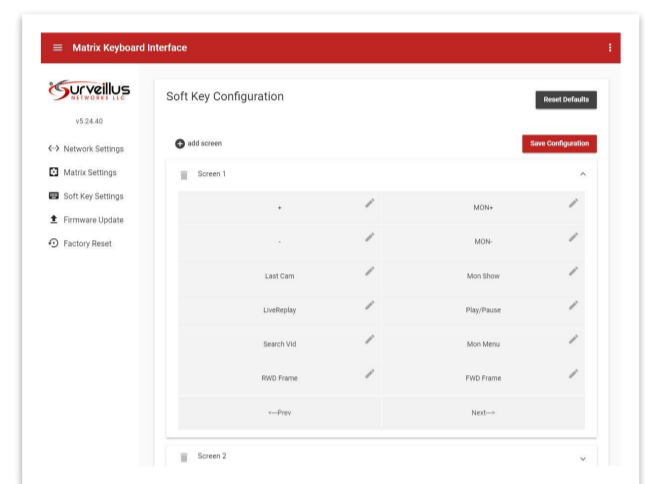 Matrix Keyboard Interface
Surveillus
NETWORKS LLC
v5.24.40
Network Settings
Matrix Settings
Soft Key Settings
Firmware Update
Factory Reset
Soft Key Configuration
Reset Defaults
add screen
Save Configuration
Screen 1
+ MON+
- MON-
Last Cam Mon Show
LiveReplay Play/Pause
Search Vid Mon Menu
RWD Frame FWD Frame
<—Prev Next—>
Screen 2